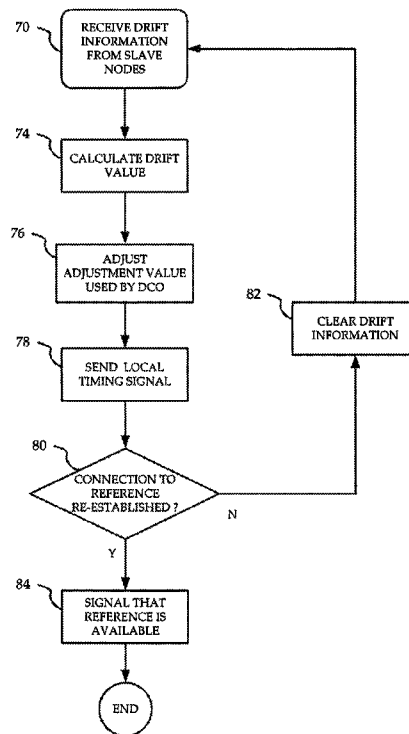 70
RECEIVE DRIFT
INFORMATION
FROM SLAVE
NODES
74
CALCULATE DRIFT
VALUE
76
ADJUST
ADJUSTMENT VALUE
USED BY DCO
82
CLEAR DRIFT
INFORMATION
78
SEND LOCAL
TIMING SIGNAL
80
CONNECTION TO
REFERENCE
RE-ESTABLISHED ?
N
Y
84
SIGNAL THAT
REFERENCE IS
AVAILABLE
END